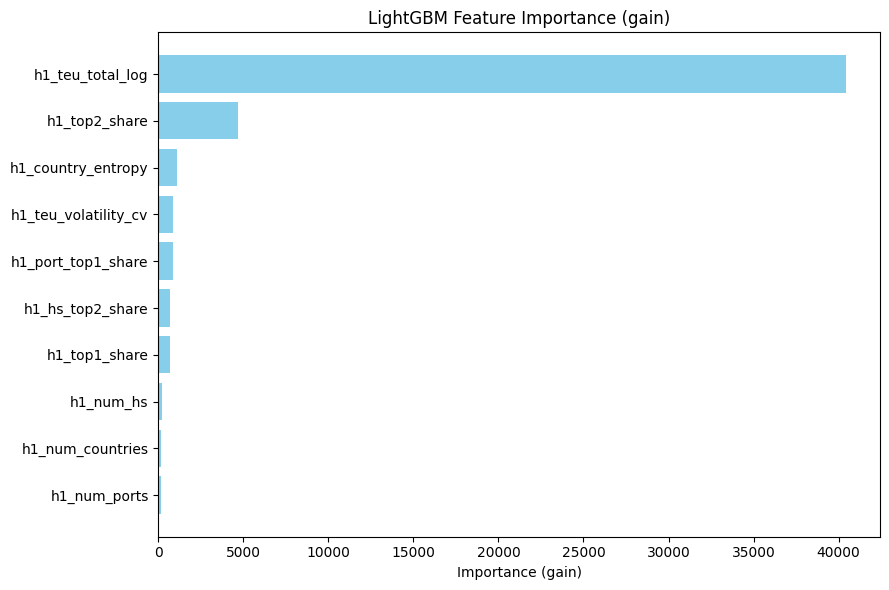 LightGBM Feature Importance (gain)
h1_teu_total_log
h1_top2_share
h1_country_entropy
h1_teu_volatility_cv
h1_port_top1_share
h1_hs_top2_share
h1_top1_share
h1_num_hs
h1_num_countries
h1_num_ports
0 5000 10000 15000 20000 25000 30000 35000 40000
Importance (gain)